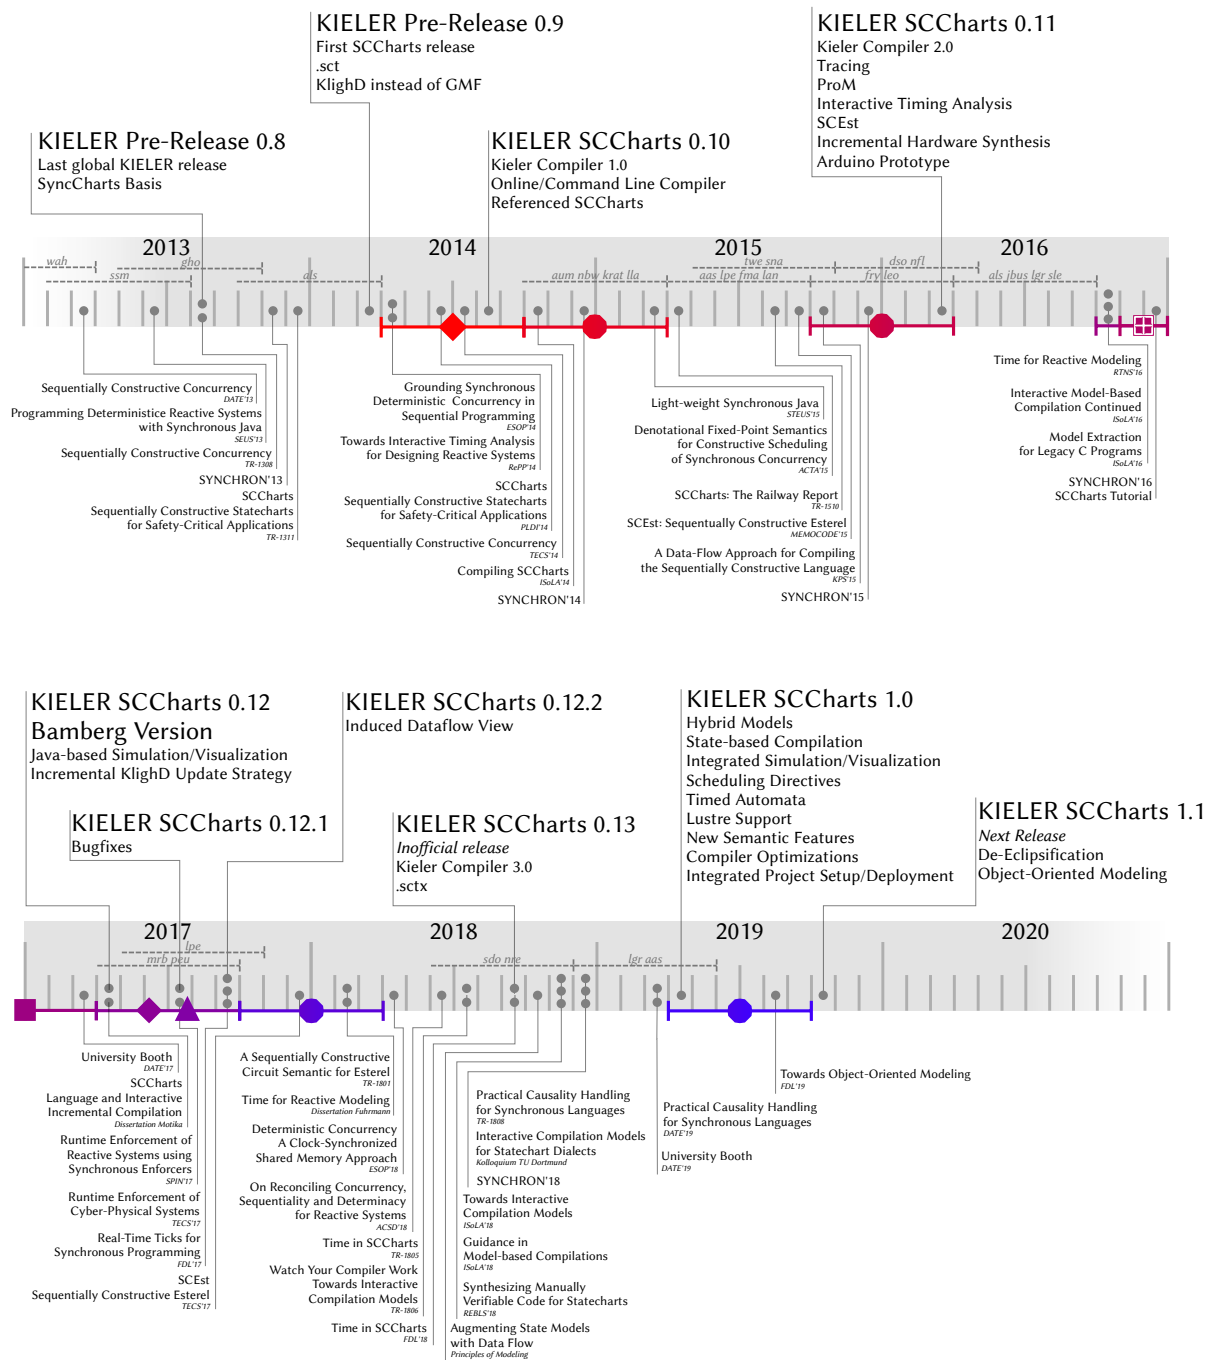 KIELER Pre-Release 0.9
First SCCharts release
.sct
KlighD instead of GMF
KIELER SCCharts 0.11
Kieler Compiler 2.0
Tracing
ProM
Interactive Timing Analysis
SCEst
Incremental Hardware Synthesis
Arduino Prototype
KIELER Pre-Release 0.8
Last global KIELER release
SyncCharts Basis
KIELER SCCharts 0.10
Kieler Compiler 1.0
Online/Command Line Compiler
Referenced SCCharts
2013
2014
2015
2016
wah
gho
twe sna
dso nfl
ssm
als
aum nbw krat lla
aas lpe fma lan
fry leo
als jbus lgr sle
Sequentially Constructive Concurrency
DATE'13
Programming Deterministice Reactive Systems
with Synchronous Java
SEUS'13
Sequentially Constructive Concurrency
TR-1308
SYNCHRON'13
SCCharts
Sequentially Constructive Statecharts
for Safety-Critical Applications
TR-1311
Grounding Synchronous
Deterministic Concurrency in
Sequential Programming
ESOP'14
Towards Interactive Timing Analysis
for Designing Reactive Systems
RePP'14
SCCharts
Sequentially Constructive Statecharts
for Safety-Critical Applications
PLDI'14
Sequentially Constructive Concurrency
TECS'14
Compiling SCCharts
ISoLA'14
SYNCHRON'14
Light-weight Synchronous Java
STEUS'15
Denotational Fixed-Point Semantics
for Constructive Scheduling
of Synchronous Concurrency
ACTA'15
SCCharts: The Railway Report
TR-1510
SCEst: Sequentually Constructive Esterel
MEMOCODE'15
A Data-Flow Approach for Compiling
the Sequentially Constructive Language
KPS'15
SYNCHRON'15
Time for Reactive Modeling
RTNS'16
Interactive Model-Based
Compilation Continued
ISoLA'16
Model Extraction
for Legacy C Programs
ISoLA'16
SYNCHRON'16
SCCharts Tutorial
KIELER SCCharts 0.12
Bamberg Version
Java-based Simulation/Visualization
Incremental KlighD Update Strategy
KIELER SCCharts 0.12.2
Induced Dataflow View
KIELER SCCharts 1.0
Hybrid Models
State-based Compilation
Integrated Simulation/Visualization
Scheduling Directives
Timed Automata
Lustre Support
New Semantic Features
Compiler Optimizations
Integrated Project Setup/Deployment
KIELER SCCharts 0.12.1
Bugfixes
KIELER SCCharts 0.13
Inofficial release
Kieler Compiler 3.0
.sctx
KIELER SCCharts 1.1
Next Release
De-Eclipsification
Object-Oriented Modeling
2017
2018
2019
2020
lpe
mrb peu
sdo nre
lgr aas
University Booth
DATE'17
SCCharts
Language and Interactive
Incremental Compilation
Dissertation Motika
Runtime Enforcement of
Reactive Systems using
Synchronous Enforcers
SPIN'17
Runtime Enforcement of
Cyber-Physical Systems
TECS'17
Real-Time Ticks for
Synchronous Programming
FDL'17
SCEst
Sequentially Constructive Esterel
TECS'17
A Sequentially Constructive
Circuit Semantic for Esterel
TR-1801
Time for Reactive Modeling
Dissertation Fuhrmann
Deterministic Concurrency
A Clock-Synchronized
Shared Memory Approach
ESOP'18
On Reconciling Concurrency,
Sequentiality and Determinacy
for Reactive Systems
ACSD'18
Time in SCCharts
TR-1805
Watch Your Compiler Work
Towards Interactive
Compilation Models
TR-1806
Time in SCCharts
FDL'18
Practical Causality Handling
for Synchronous Languages
TR-1808
Interactive Compilation Models
for Statechart Dialects
Kolloquium TU Dortmund
SYNCHRON'18
Towards Interactive
Compilation Models
ISoLA'18
Guidance in
Model-based Compilations
ISoLA'18
Synthesizing Manually
Verifiable Code for Statecharts
REBLS'18
Augmenting State Models
with Data Flow
Principles of Modeling
Practical Causality Handling
for Synchronous Languages
DATE'19
University Booth
DATE'19
Towards Object-Oriented Modeling
FDL'19